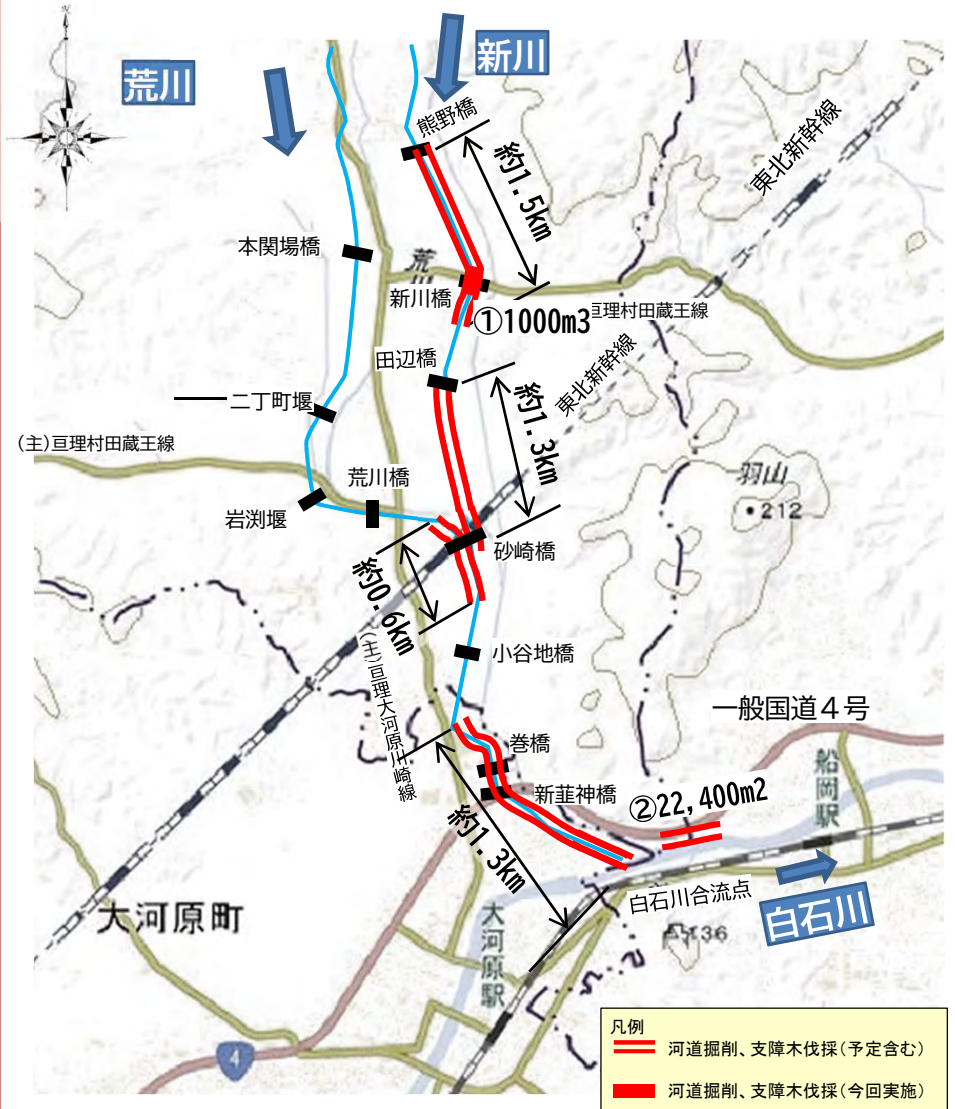 荒川
新川
熊野橋
約1.5km
東北新幹線
本関場橋
荒川
新川橋
①1000m3
亘理村田蔵王線
田辺橋
東北新幹線
約1.3km
二丁町堰
(主)亘理村田蔵王線
荒川橋
羽山
・212
岩渕堰
砂崎橋
約0.6km
(主)亘理大河原川崎線
小谷地橋
一般国道4号
巻橋
新韮神橋
②22,400m2
船岡駅
約1.3km
白石川合流点
白石川
大河原町
大河原駅
136
4
凡例
河道掘削、支障木伐採(予定含む)
河道掘削、支障木伐採(今回実施)